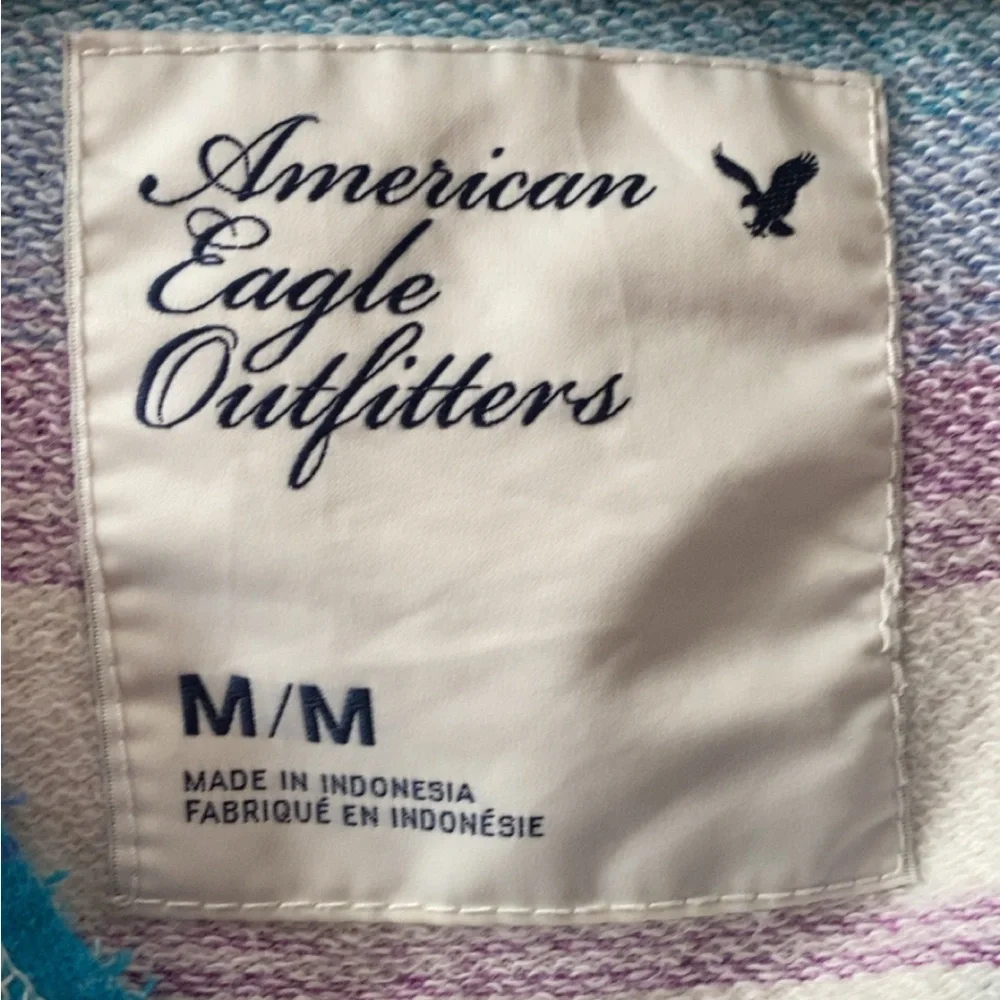 American
Eagle
Outfitters
M/M
MADE IN INDONESIA
FABRIQUÉ EN INDONÉSIE